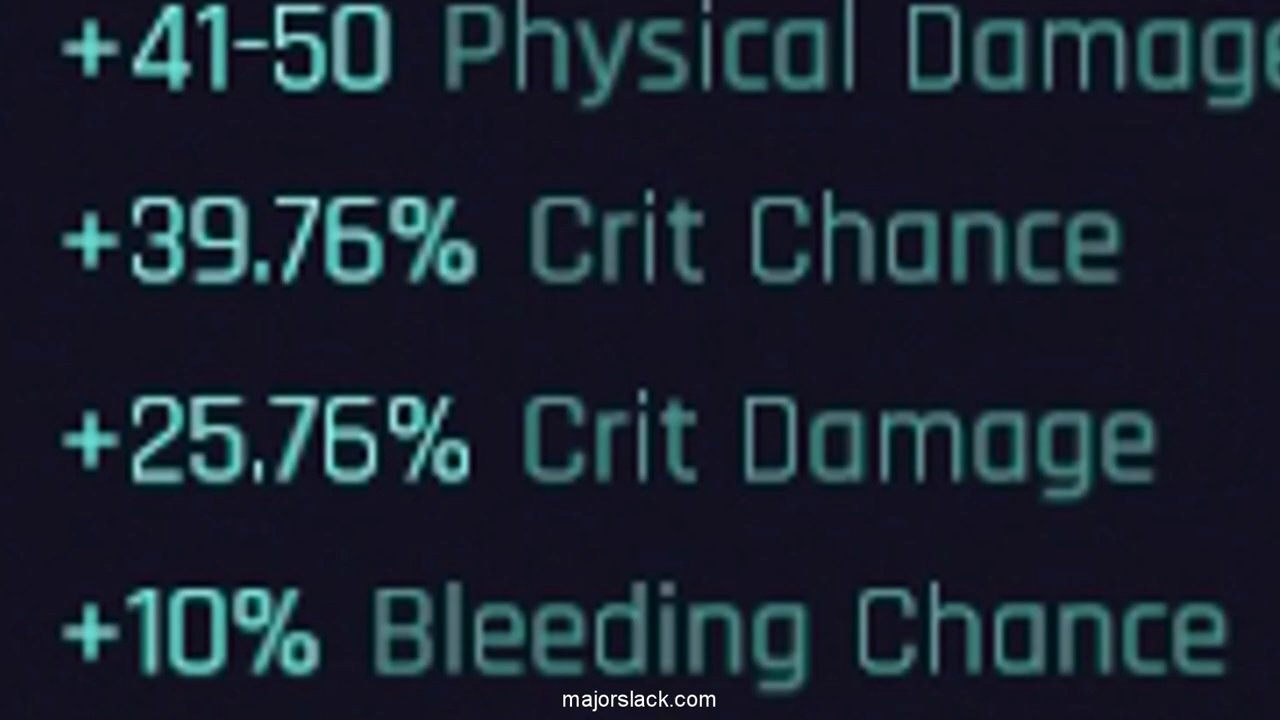 +41-50 Physical Damage
+39.76% Crit Chance
+25.76% Crit Damage
+10% Bleeding Chance
majorslack.com